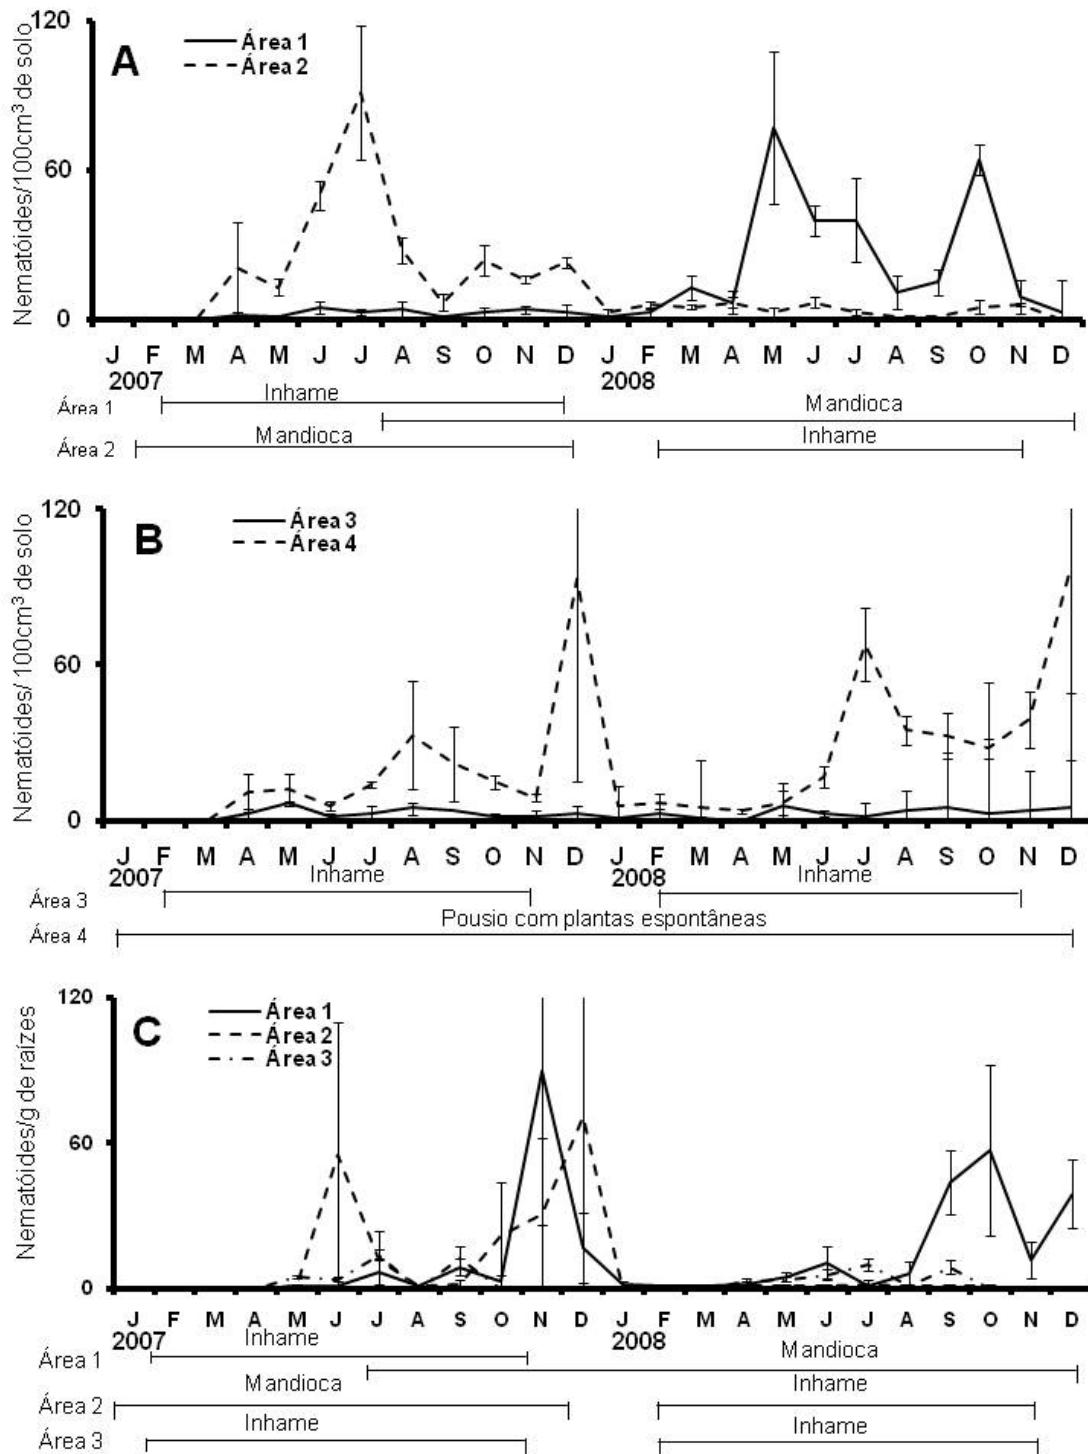 120
A
Área 1
Área 2
Nematóides/100cm³ de solo
60
0
J F M A M J J A S O N D J F M A M J J A S O N D
2007 2008
Inhame
Área 1
Mandioca
Mandioca
Área 2
Inhame
120
B
Área 3
Área 4
Nematóides/ 100cm³ de solo
60
0
J F M A M J J A S O N D J F M A M J J A S O N D
2007 2008
Inhame Inhame
Área 3
Pousio com plantas espontâneas
Área 4
120
C
Área 1
Área 2
Área 3
Nematóides/g de raízes
60
0
J F M A M J J A S O N D J F M A M J J A S O N D
2007 2008
Inhame Mandioca
Área 1
Mandioca Inhame
Área 2
Inhame Inhame
Área 3